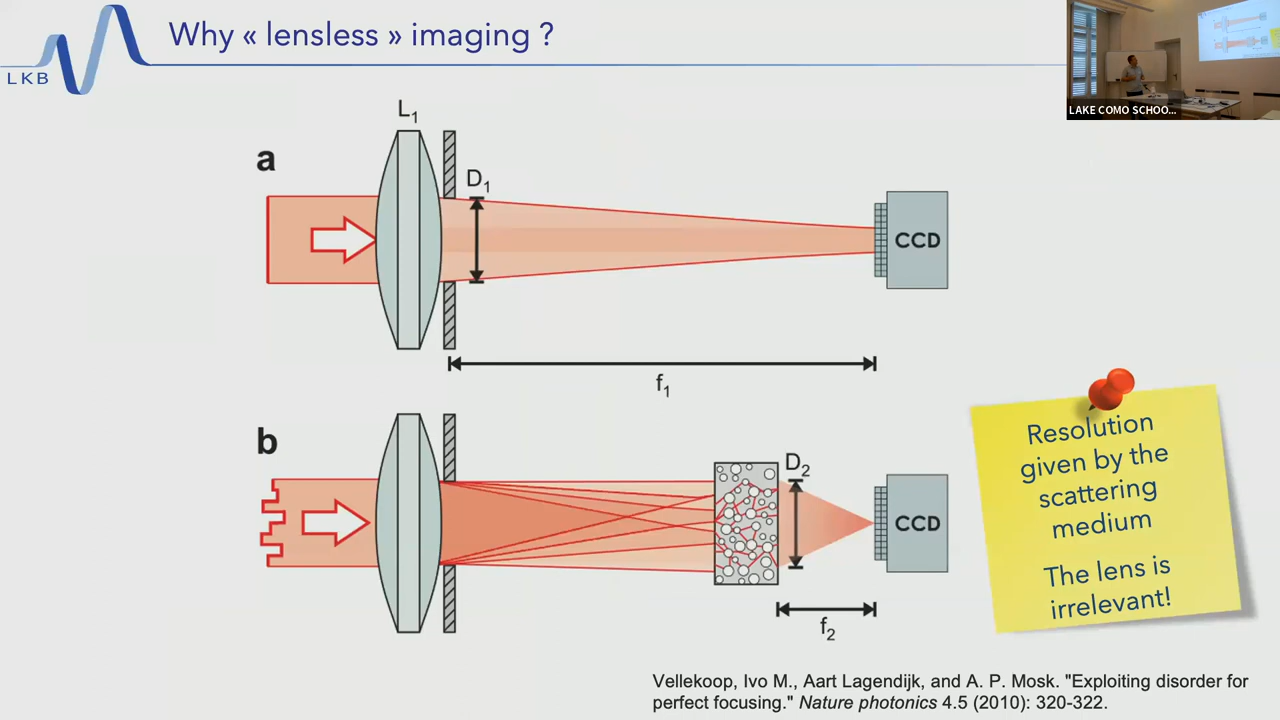 Why « lensless » imaging ?
LKB
LAKE COMO SCHOO...
L1
a
D1
CCD
f1
b
D2
CCD
f2
Resolution
given by the
scattering
medium
The lens is
irrelevant!
Vellekoop, Ivo M., Aart Lagendijk, and A. P. Mosk. "Exploiting disorder for
perfect focusing." Nature photonics 4.5 (2010): 320-322.